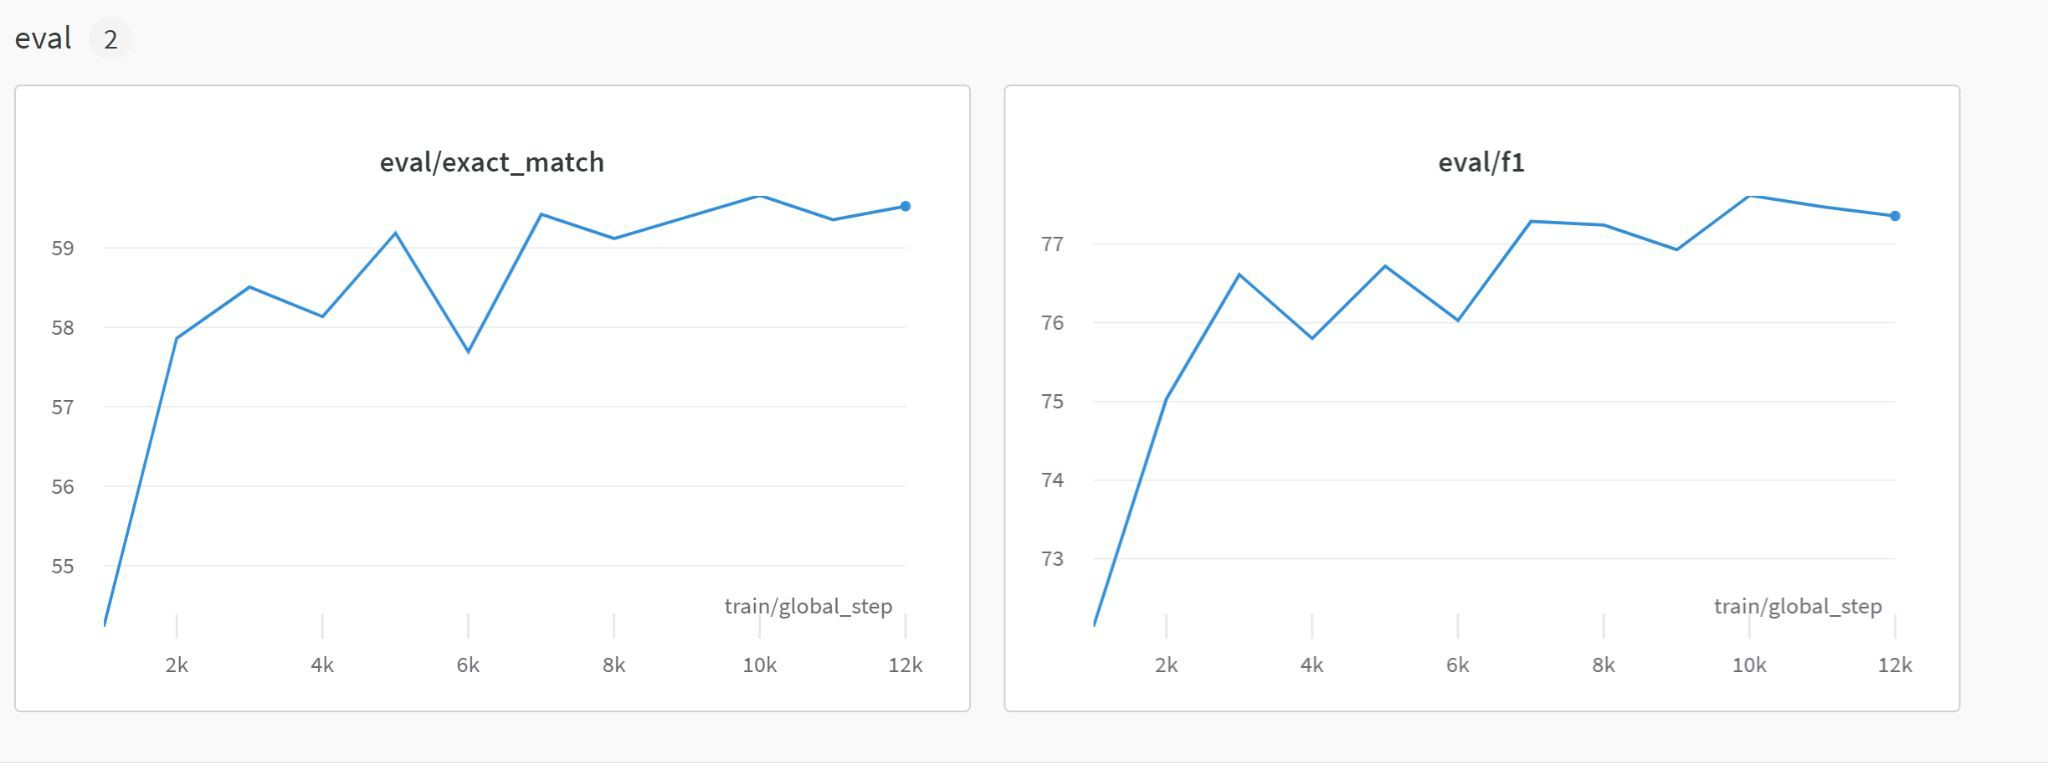 eval 2
eval/exact_match
59
58
57
56
55
train/global_step
2k 4k 6k 8k 10k 12k
eval/f1
77
76
75
74
73
train/global_step
2k 4k 6k 8k 10k 12k